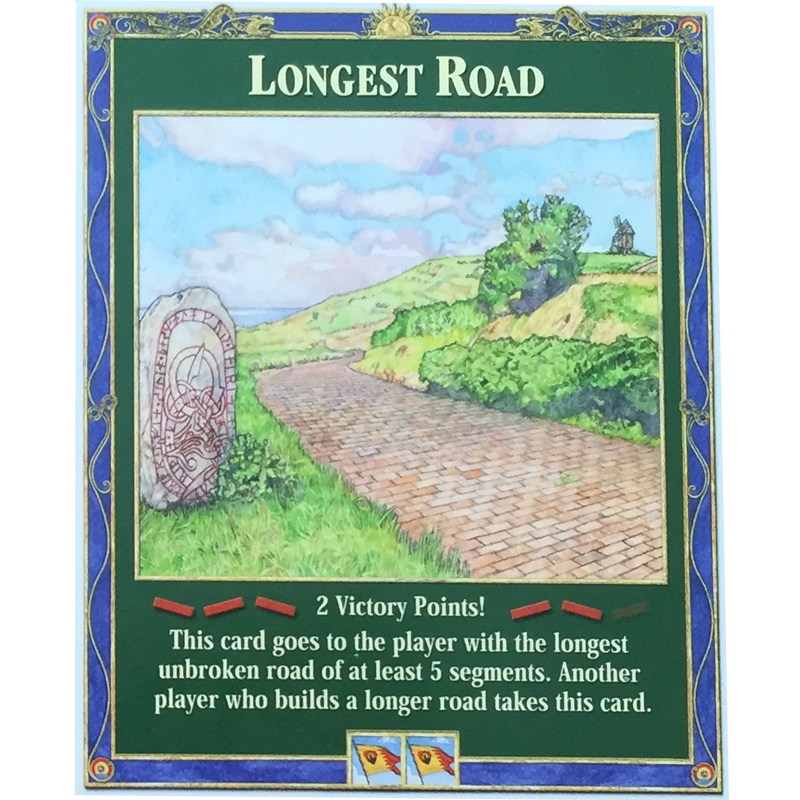 LONGEST ROAD
2 Victory Points!
This card goes to the player with the longest
unbroken road of at least 5 segments. Another
player who builds a longer road takes this card.